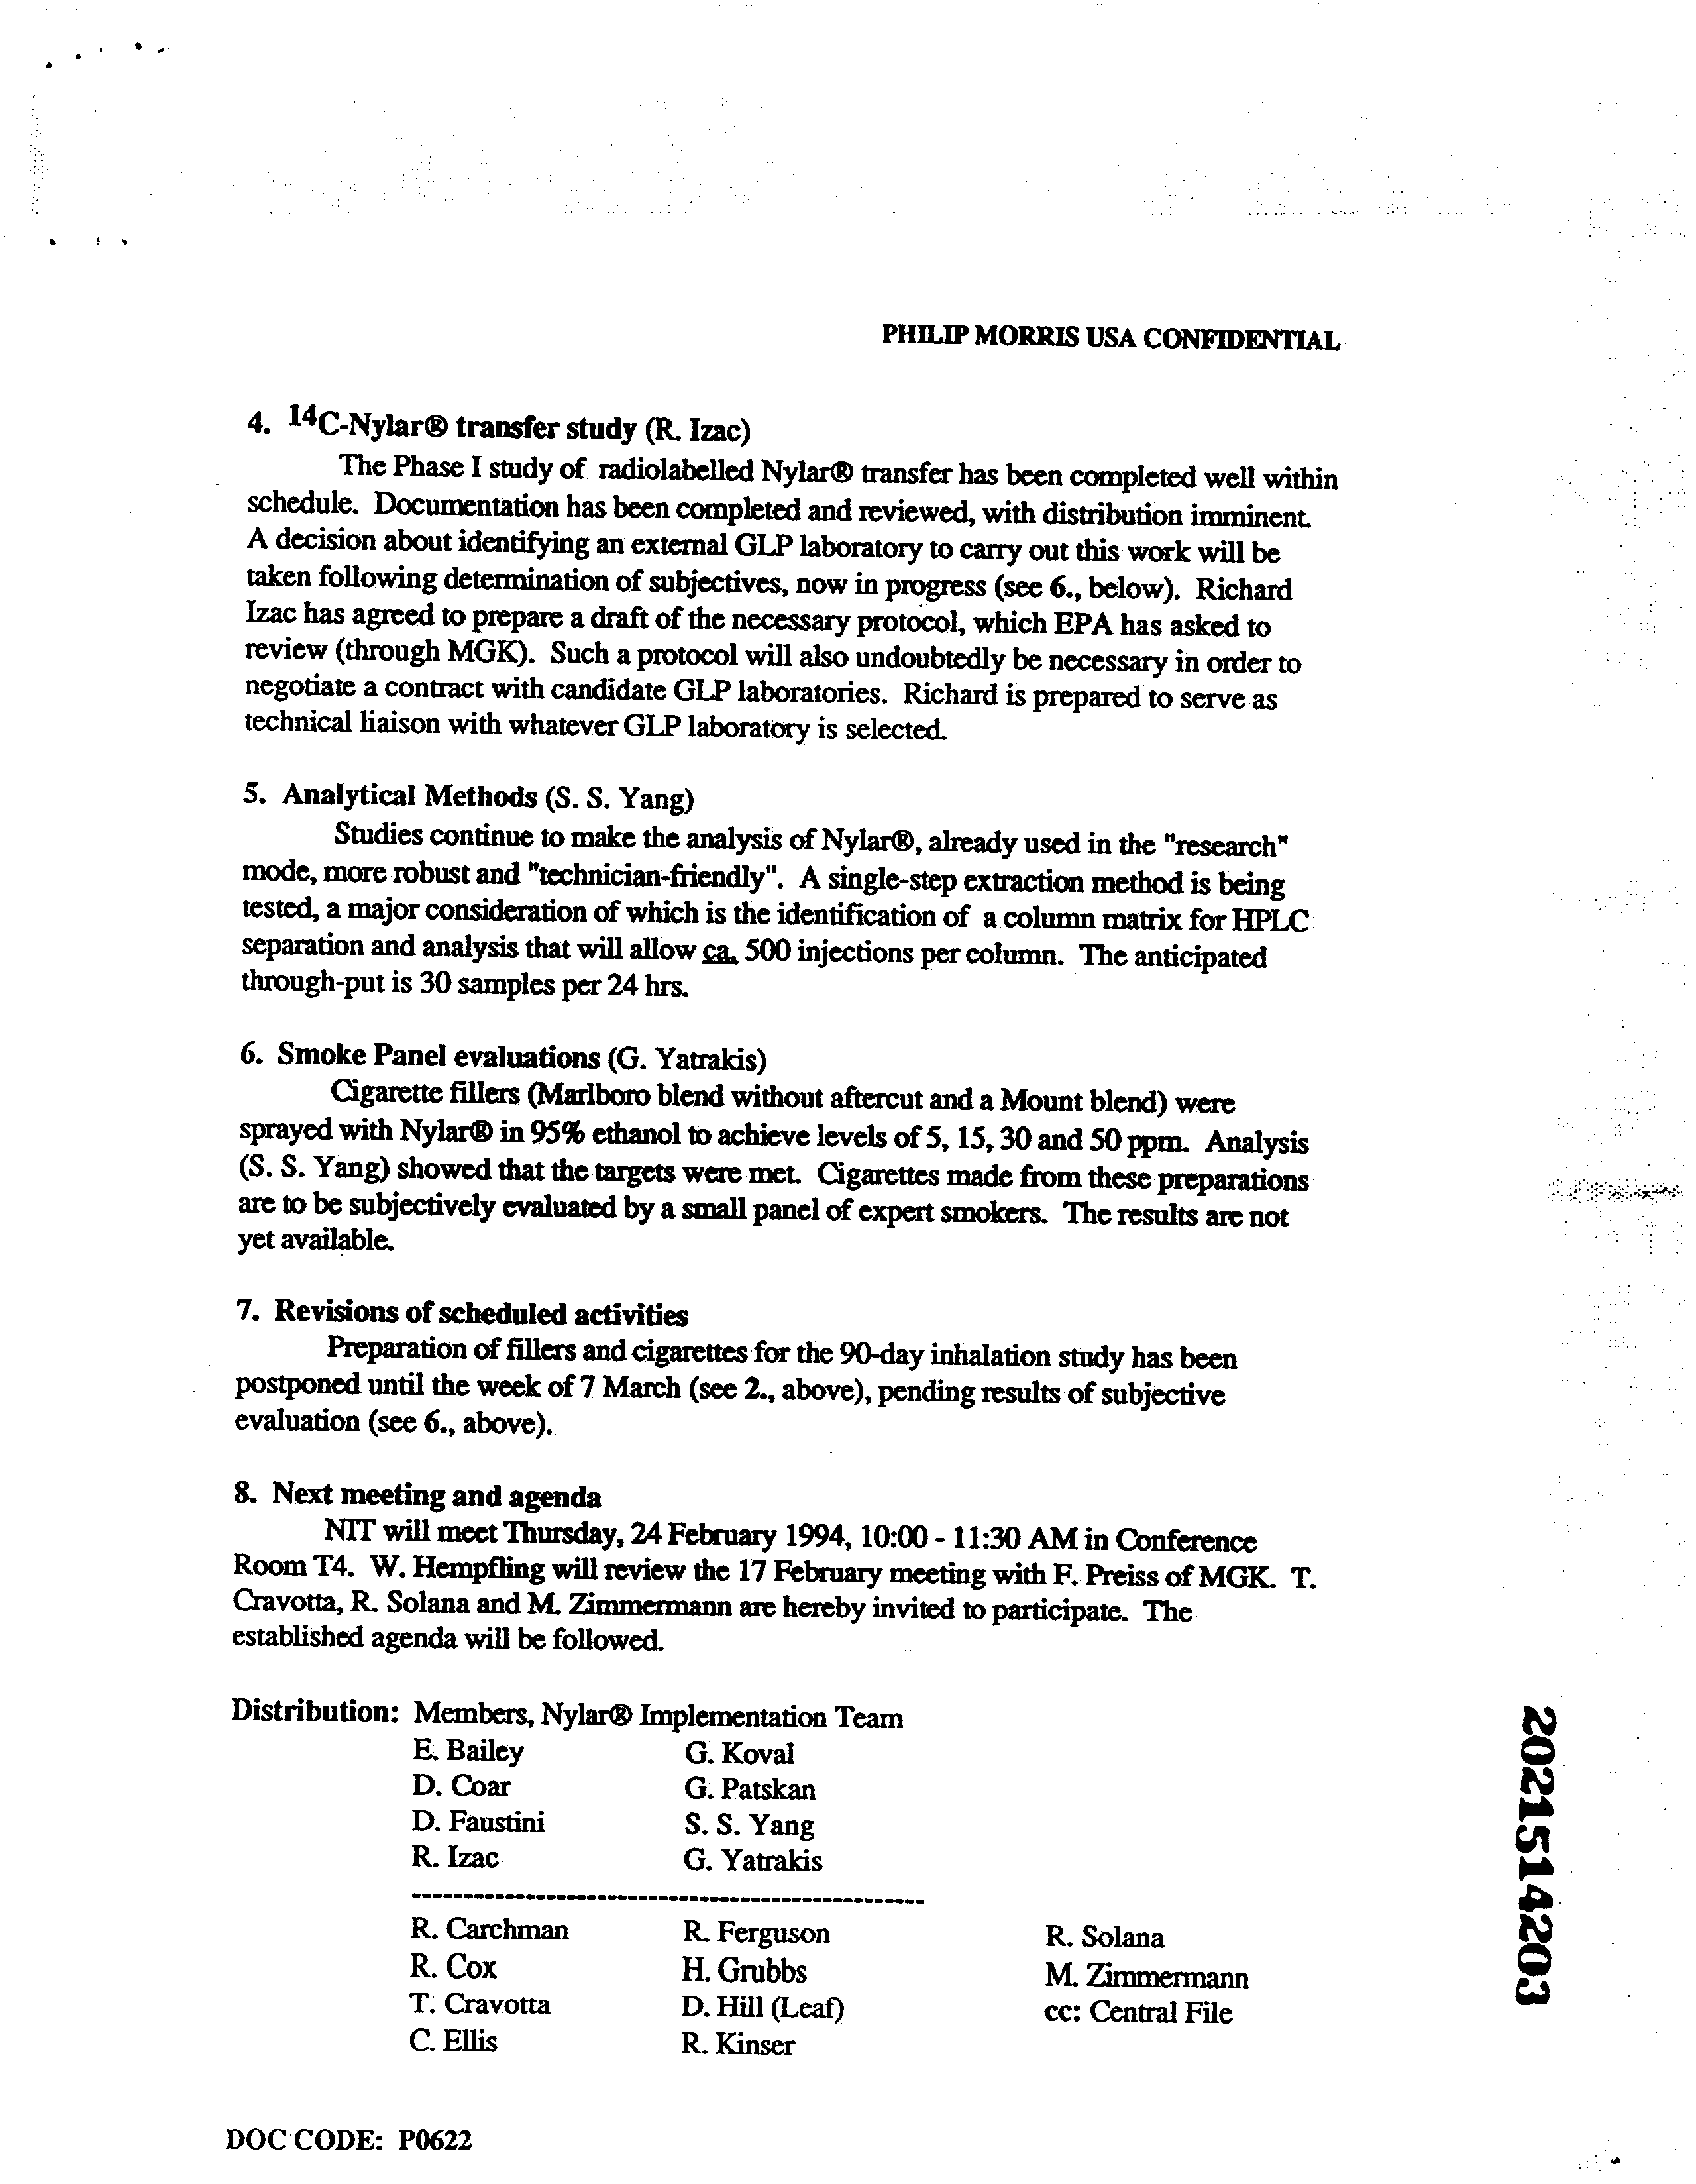 PHILIP MORRIS USA CONFIDENTIAL
4. 14C-Nylar® transfer study (R. Izac)
The Phase I study of radiolabelled Nylar® transfer has been completed well within
schedule. Documentation has been completed and reviewed, with distribution imminent.
A decision about identifying an external GLP laboratory to carry out this work will be
taken following determination of subjectives, now in progress (see 6., below). Richard
Izac has agreed to prepare a draft of the necessary protocol, which EPA has asked to
review (through MGK). Such a protocol will also undoubtedly be necessary in order to
negotiate a contract with candidate GLP laboratories. Richard is prepared to serve as
technical liaison with whatever GLP laboratory is selected.
5. Analytical Methods (S. S. Yang)
Studies continue to make the analysis of Nylar®, already used in the "research"
mode, more robust and "technician-friendly". A single-step extraction method is being
tested, a major consideration of which is the identification of a column matrix for HPLC
separation and analysis that will allow ca. 500 injections per column. The anticipated
through-put is 30 samples per 24 hrs.
6. Smoke Panel evaluations (G. Yatrakis)
Cigarette fillers (Marlboro blend without aftercut and a Mount blend) were
sprayed with Nylar® in 95% ethanol to achieve levels of 5, 15, 30 and 50 ppm. Analysis
(S. S. Yang) showed that the targets were met. Cigarettes made from these preparations
are to be subjectively evaluated by a small panel of expert smokers. The results are not
yet available.
7. Revisions of scheduled activities
Preparation of fillers and cigarettes for the 90-day inhalation study has been
postponed until the week of 7 March (see 2., above), pending results of subjective
evaluation (see 6., above).
8. Next meeting and agenda
NIT will meet Thursday, 24 February 1994, 10:00 - 11:30 AM in Conference
Room T4. W. Hempfling will review the 17 February meeting with F. Preiss of MGK. T.
Cravotta, R. Solana and M. Zimmermann are hereby invited to participate. The
established agenda will be followed.
Distribution: Members, Nylar® Implementation Team
E. Bailey G. Koval
D. Coar G. Patskan
D. Faustini S. S. Yang
R. Izac G. Yatrakis
R. Carchman R. Ferguson R. Solana
R. Cox H. Grubbs M. Zimmermann
T. Cravotta D. Hill (Leaf) cc: Central File
C. Ellis R. Kinser
DOC CODE: P0622
2021514203